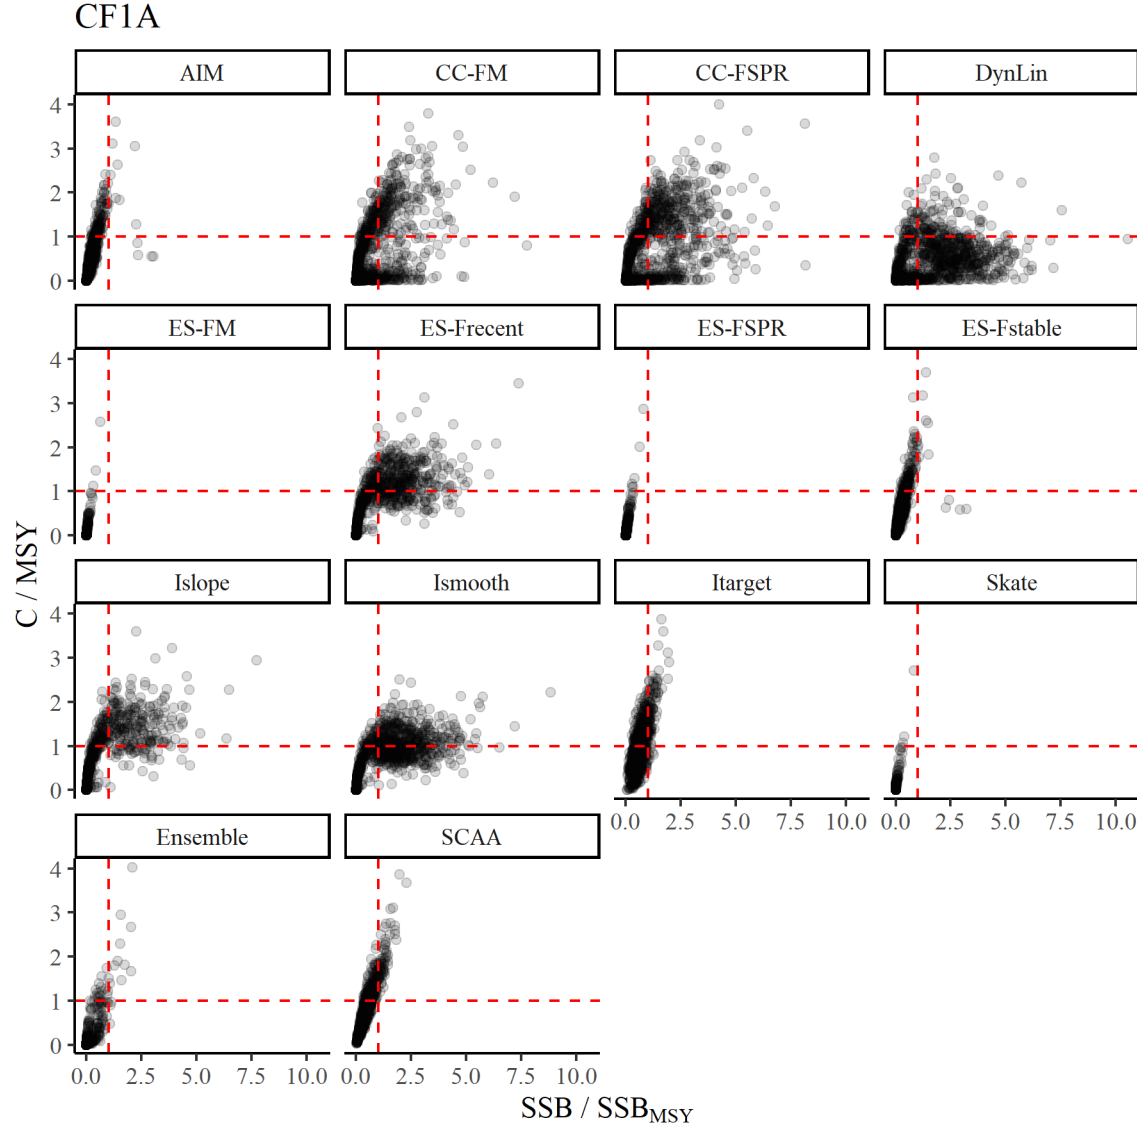 CF1A
AIM CC-FM CC-FSPR DynLin
4
3
2
1
0
ES-FM ES-Frecent ES-FSPR ES-Fstable
4
3
2
1
0
Islope Ismooth Itarget Skate
4
3
2
1
0
0.0 2.5 5.0 7.5 10.0 0.0 2.5 5.0 7.5 10.0
Ensemble SCAA
4
3
2
1
0
0.0 2.5 5.0 7.5 10.0 0.0 2.5 5.0 7.5 10.0
C / MSY
SSB / SSB_MSY